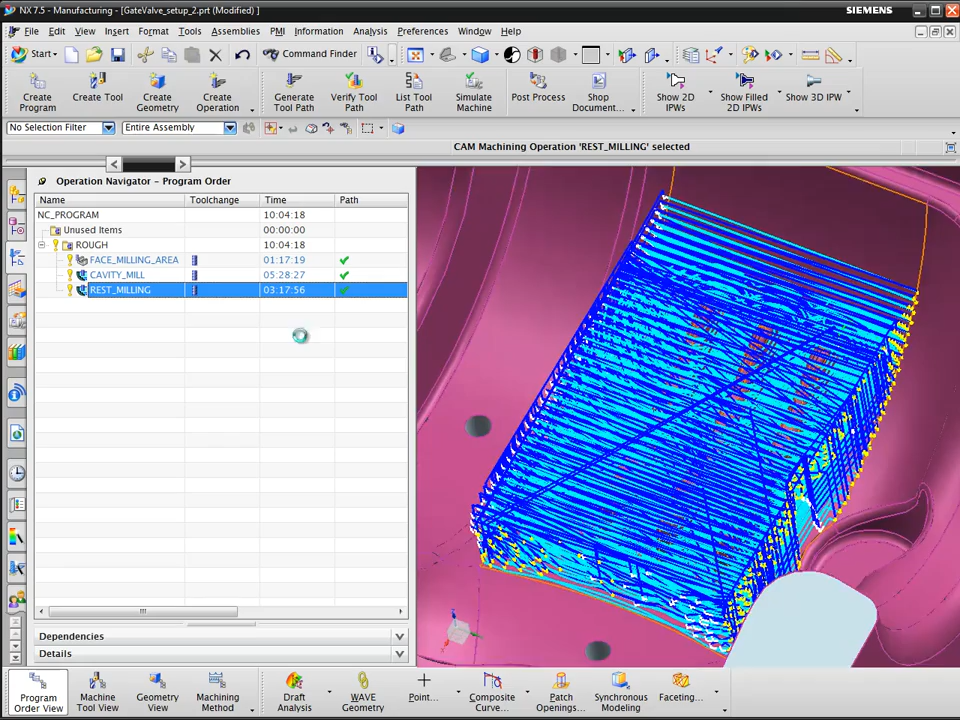 NX 7.5 - Manufacturing - [GateValve_setup_2.prt (Modified) ]
SIEMENS
File Edit View Insert Format Tools Assemblies PMI Information Analysis Preferences Window Help
Start Command Finder
Create Program
Create Tool
Create Geometry
Create Operation
Generate Tool Path
Verify Tool Path
List Tool Path
Simulate Machine
Post Process
Shop Document...
Show 2D IPWs
Show Filled 2D IPWs
Show 3D IPW
No Selection Filter
Entire Assembly
CAM Machining Operation 'REST_MILLING' selected
Operation Navigator - Program Order
Name Toolchange Time Path
NC_PROGRAM 10:04:18
Unused Items 00:00:00
ROUGH 10:04:18
FACE_MILLING_AREA 01:17:19
CAVITY_MILL 05:28:27
REST_MILLING 03:17:56
Dependencies
Details
Program Order View
Machine Tool View
Geometry View
Machining Method
Draft Analysis
WAVE Geometry
Point...
Composite Curve...
Patch Openings...
Synchronous Modeling
Faceting...